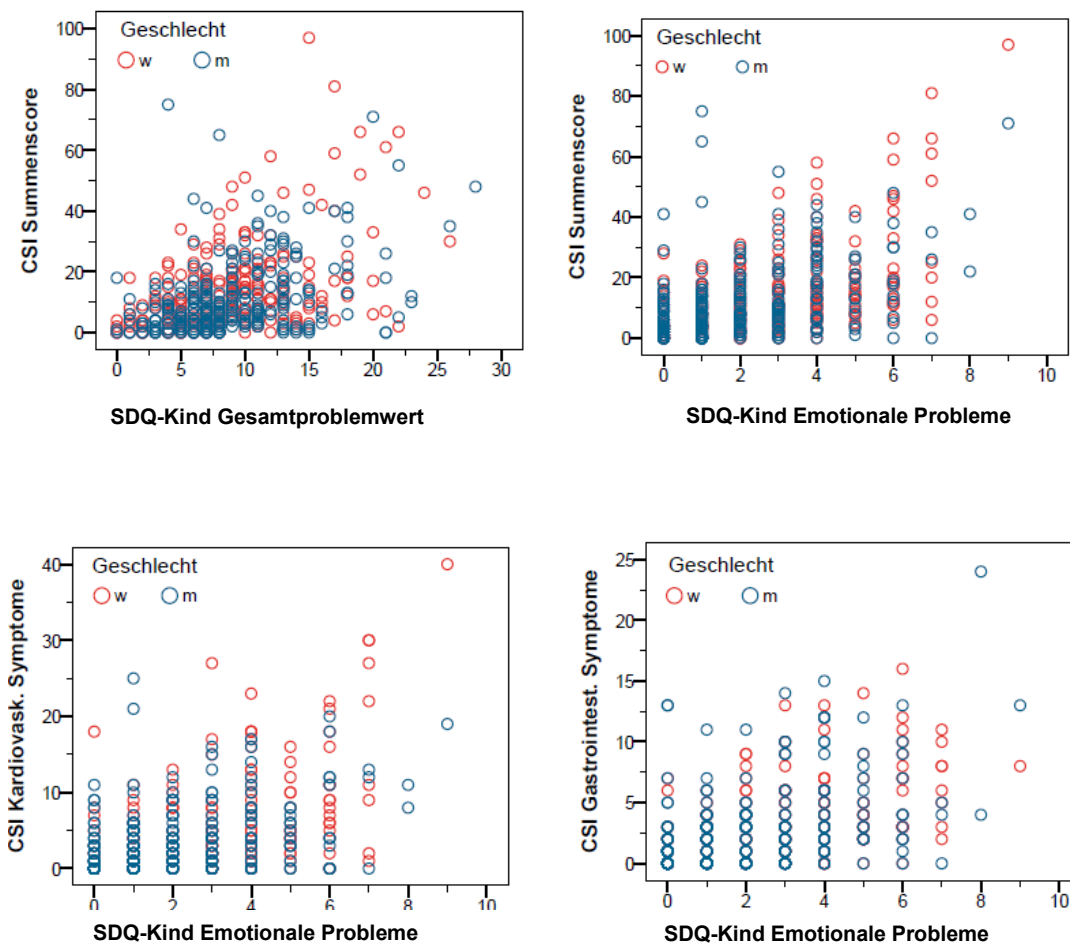 Geschlecht
w m
100
80
60
40
20
0
CSI Summenscore
0 5 10 15 20 25 30
SDQ-Kind Gesamtproblemwert
Geschlecht
w m
100
80
60
40
20
0
CSI Summenscore
0 2 4 6 8 10
SDQ-Kind Emotionale Probleme
Geschlecht
w m
40
30
20
10
0
CSI Kardiovask. Symptome
0 2 4 6 8 10
SDQ-Kind Emotionale Probleme
Geschlecht
w m
25
20
15
10
5
0
CSI Gastrointest. Symptome
0 2 4 6 8 10
SDQ-Kind Emotionale Probleme